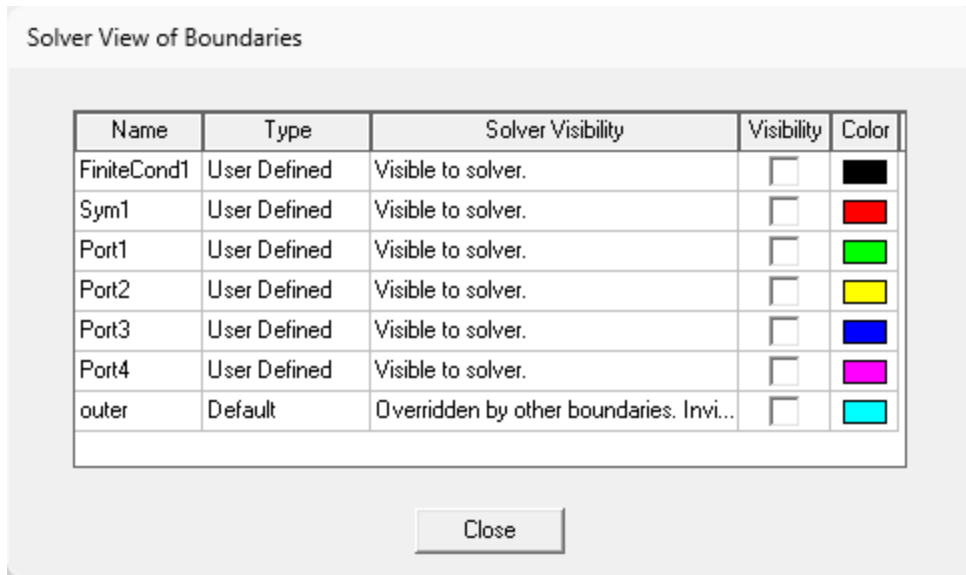 Solver View of Boundaries
Name Type Solver Visibility Visibility Color
FiniteCond1 User Defined Visible to solver.
Sym1 User Defined Visible to solver.
Port1 User Defined Visible to solver.
Port2 User Defined Visible to solver.
Port3 User Defined Visible to solver.
Port4 User Defined Visible to solver.
outer Default Overridden by other boundaries. Invi...
Close